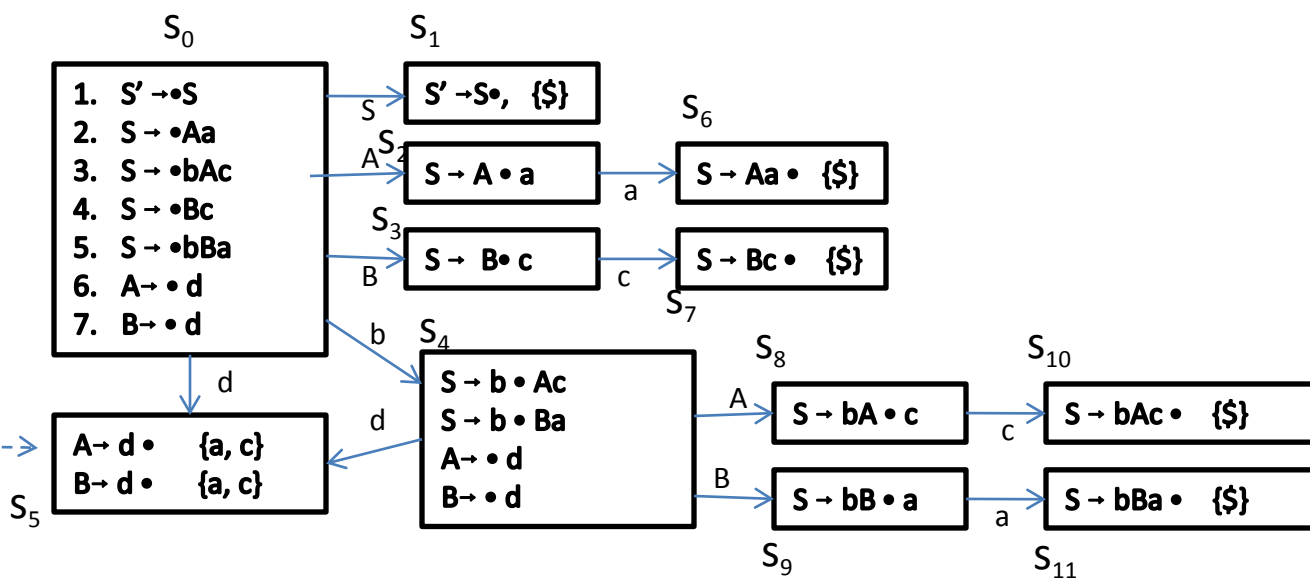 S0
1. S' →•S
2. S → •Aa
3. S → •bAc
4. S → •Bc
5. S → •bBa
6. A→ • d
7. B→ • d
S
S1
S' →S•, {$}
A
S2
S → A • a
a
S6
S → Aa • {$}
B
S3
S → B• c
c
S → Bc • {$}
S7
b
d
S4
S → b • Ac
S → b • Ba
A→ • d
B→ • d
d
A→ d • {a, c}
B→ d • {a, c}
S5
A
S8
S → bA • c
c
S10
S → bAc • {$}
B
S → bB • a
S9
a
S → bBa • {$}
S11